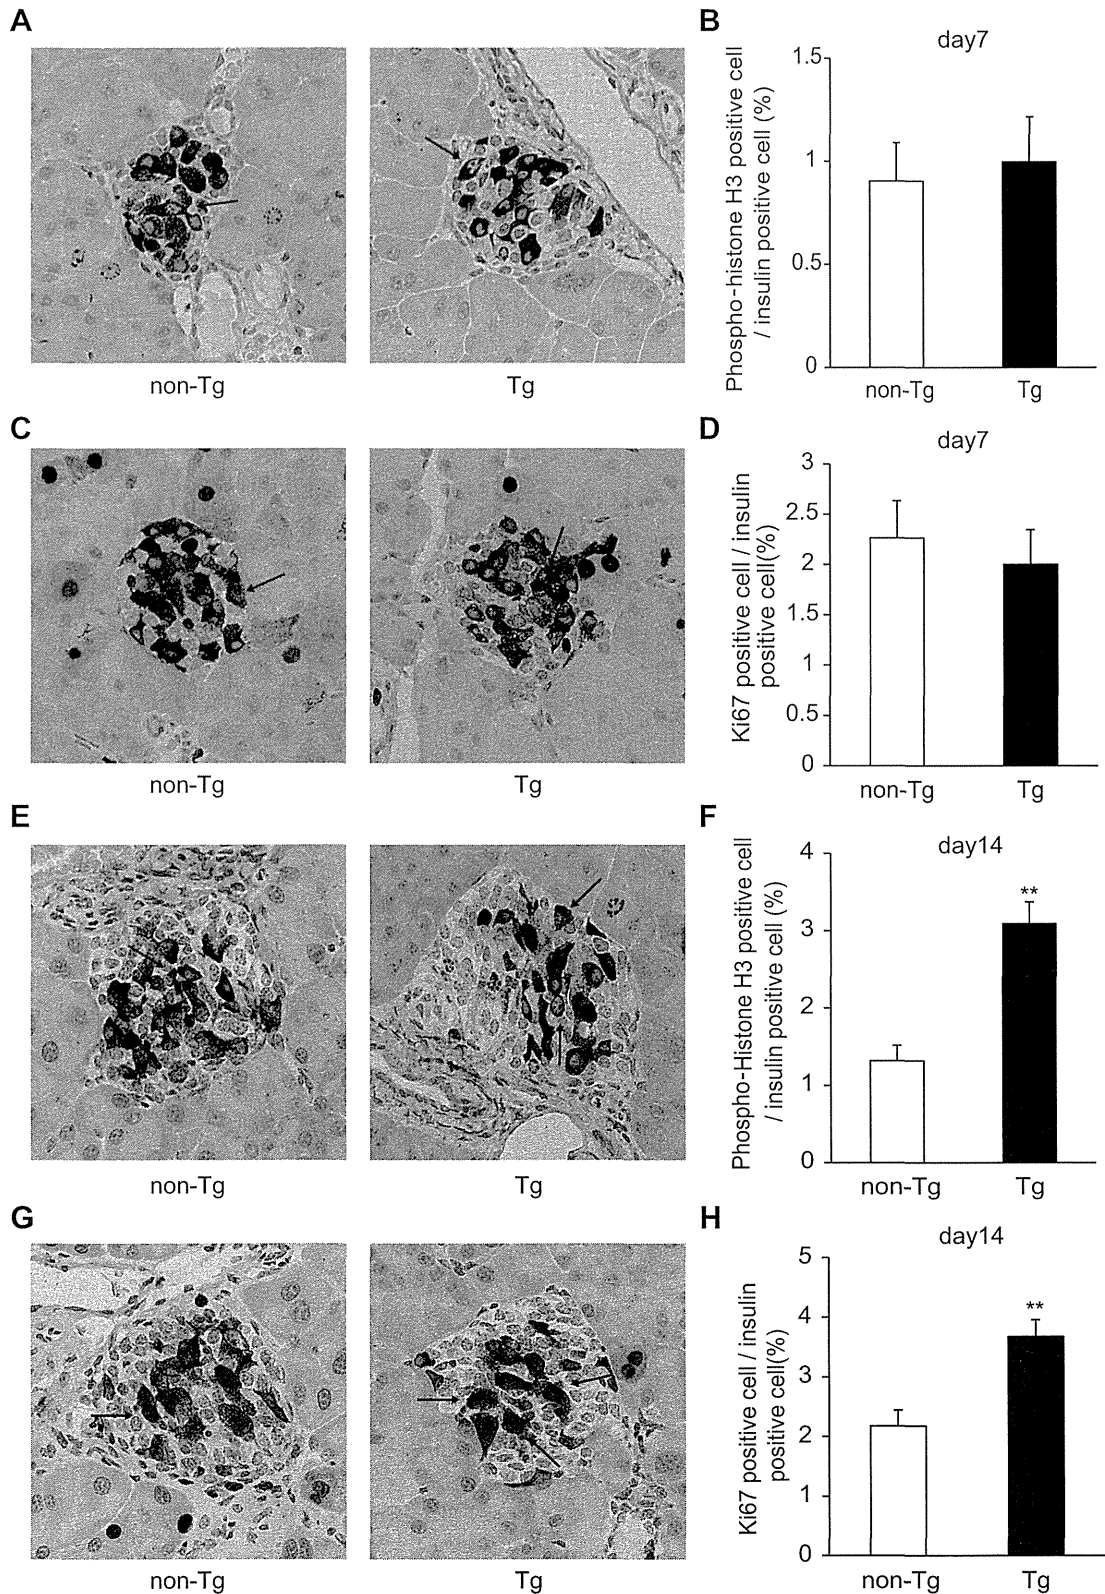 A
non-Tg
Tg
B
day7
Phospho-histone H3 positive cell
/ insulin positive cell (%)
1.5
1
0.5
0
non-Tg
Tg
C
non-Tg
Tg
D
day7
Ki67 positive cell / insulin
positive cell(%)
3
2.5
2
1.5
1
0.5
0
non-Tg
Tg
E
non-Tg
Tg
F
day14
Phospho-Histone H3 positive cell
/ insulin positive cell (%)
4
3
2
1
0
**
non-Tg
Tg
G
non-Tg
Tg
H
day14
Ki67 positive cell / insulin
positive cell(%)
5
4
3
2
1
0
**
non-Tg
Tg